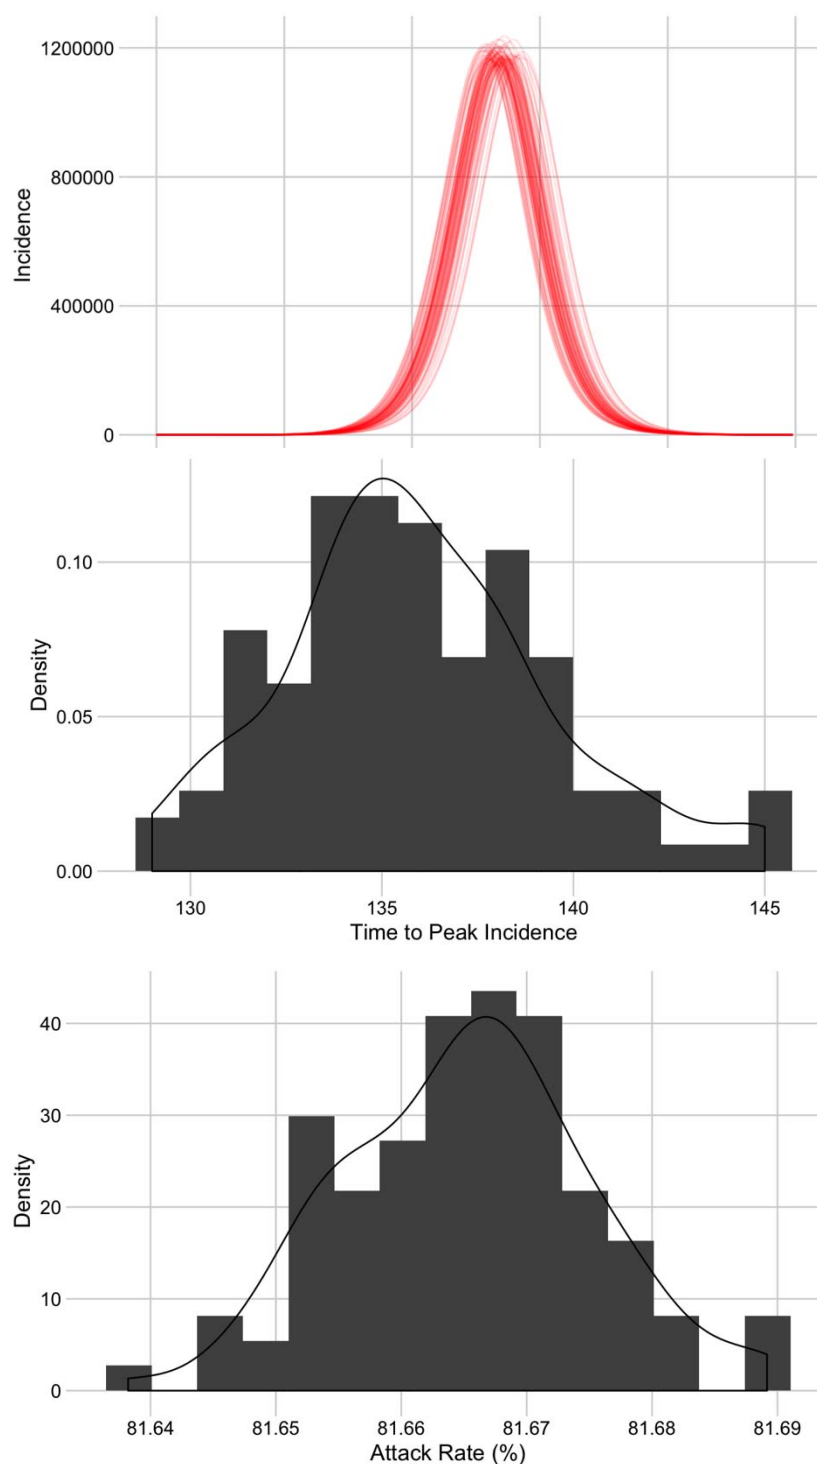 1200000
800000
Incidence
400000
0
0.10
Density
0.05
0.00
130 135 140 145
Time to Peak Incidence
40
30
Density
20
10
0
81.64 81.65 81.66 81.67 81.68 81.69
Attack Rate (%)